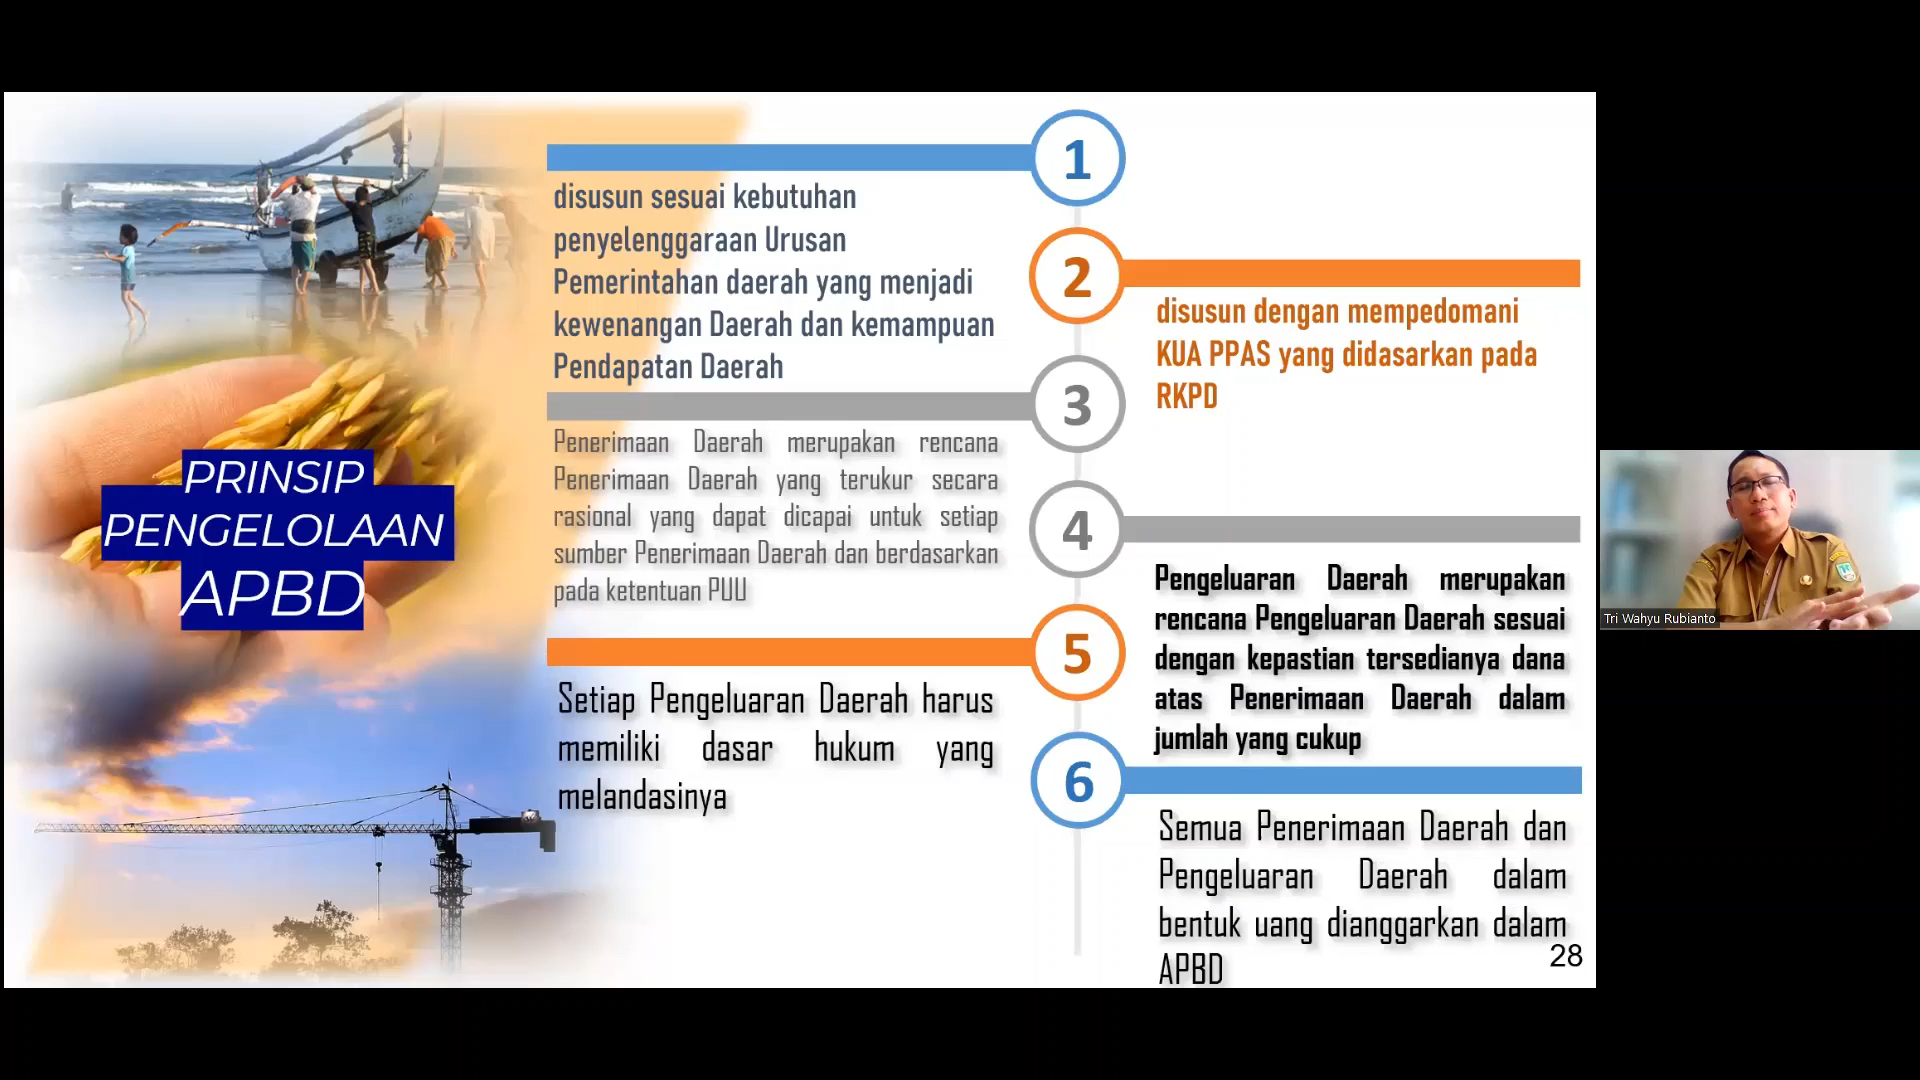 PRINSIP
PENGELOLAAN
APBD
1
disusun sesuai kebutuhan
penyelenggaraan Urusan
Pemerintahan daerah yang menjadi
kewenangan Daerah dan kemampuan
Pendapatan Daerah
2
disusun dengan mempedomani
KUA PPAS yang didasarkan pada
RKPD
3
Penerimaan Daerah merupakan rencana
Penerimaan Daerah yang terukur secara
rasional yang dapat dicapai untuk setiap
sumber Penerimaan Daerah dan berdasarkan
pada ketentuan PUU
4
Pengeluaran Daerah merupakan
rencana Pengeluaran Daerah sesuai
dengan kepastian tersedianya dana
atas Penerimaan Daerah dalam
jumlah yang cukup
5
Setiap Pengeluaran Daerah harus
memiliki dasar hukum yang
melandasinya
6
Semua Penerimaan Daerah dan
Pengeluaran Daerah dalam
bentuk uang dianggarkan dalam
APBD
28
Tri Wahyu Rubianto